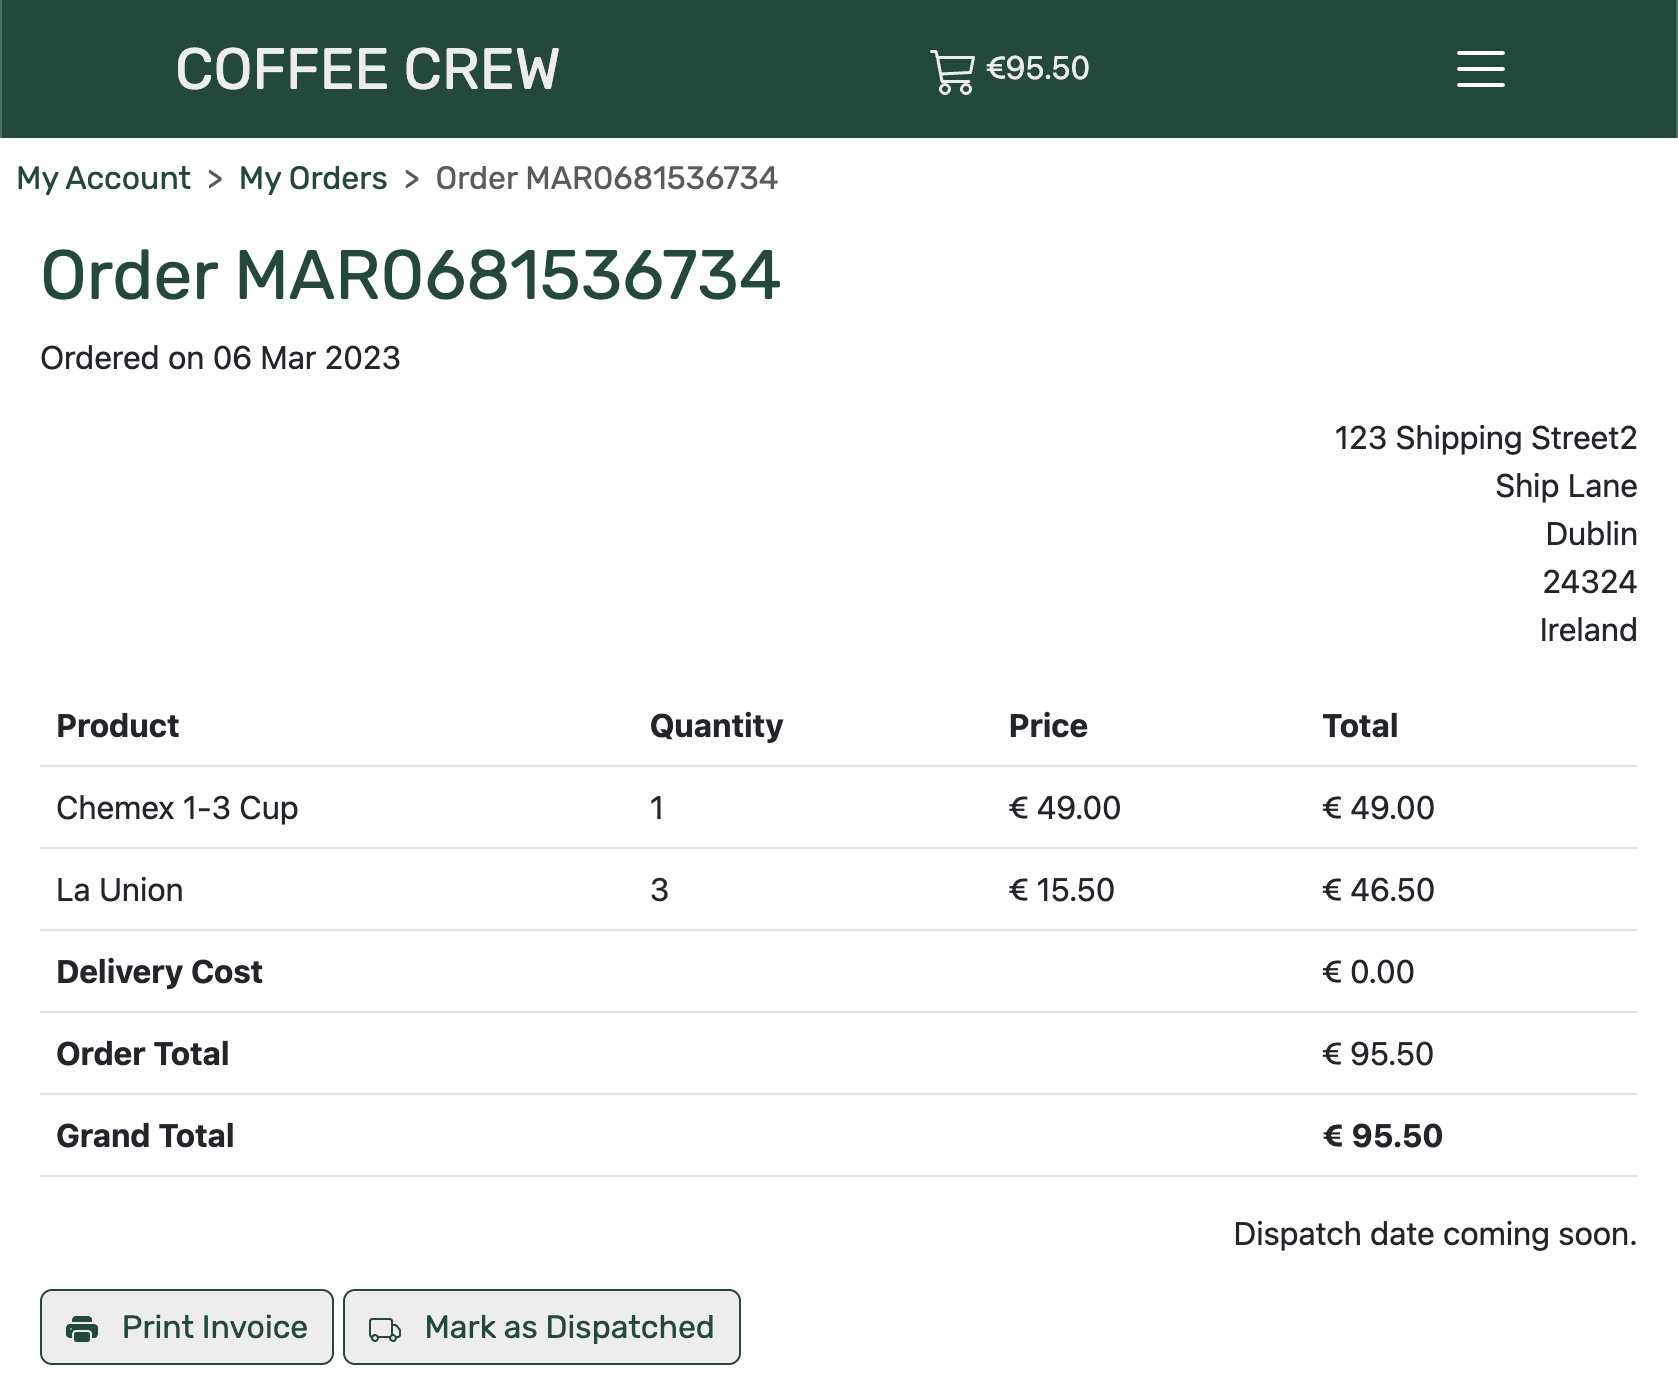 COFFEE CREW €95.50
My Account > My Orders > Order MAR0681536734
Order MAR0681536734
Ordered on 06 Mar 2023
123 Shipping Street2
Ship Lane
Dublin
24324
Ireland
Product Quantity Price Total
Chemex 1-3 Cup 1 € 49.00 € 49.00
La Union 3 € 15.50 € 46.50
Delivery Cost € 0.00
Order Total € 95.50
Grand Total € 95.50
Dispatch date coming soon.
Print Invoice Mark as Dispatched